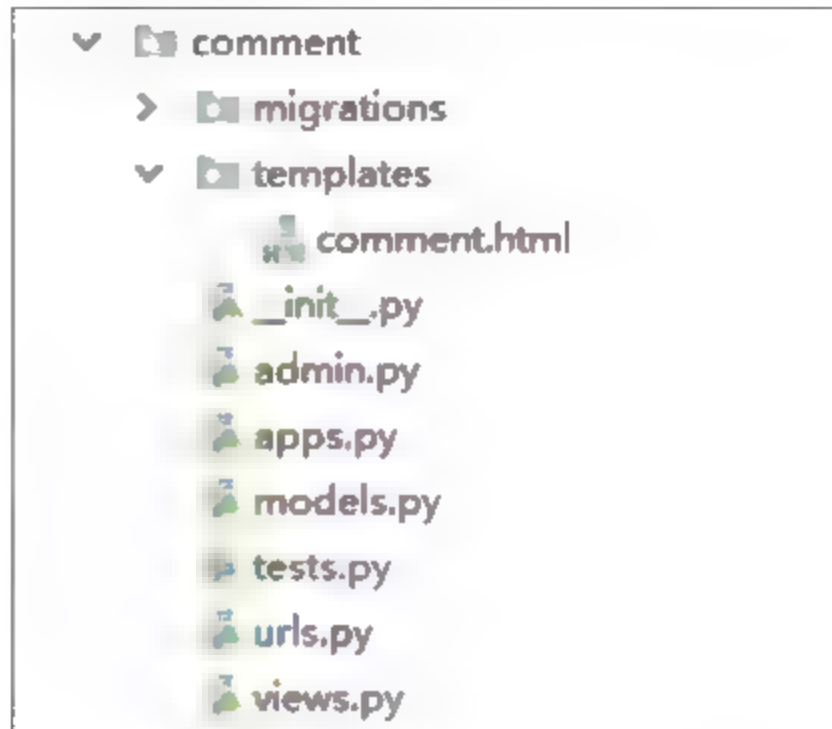 comment
migrations
templates
comment.html
__init__.py
admin.py
apps.py
models.py
tests.py
urls.py
views.py